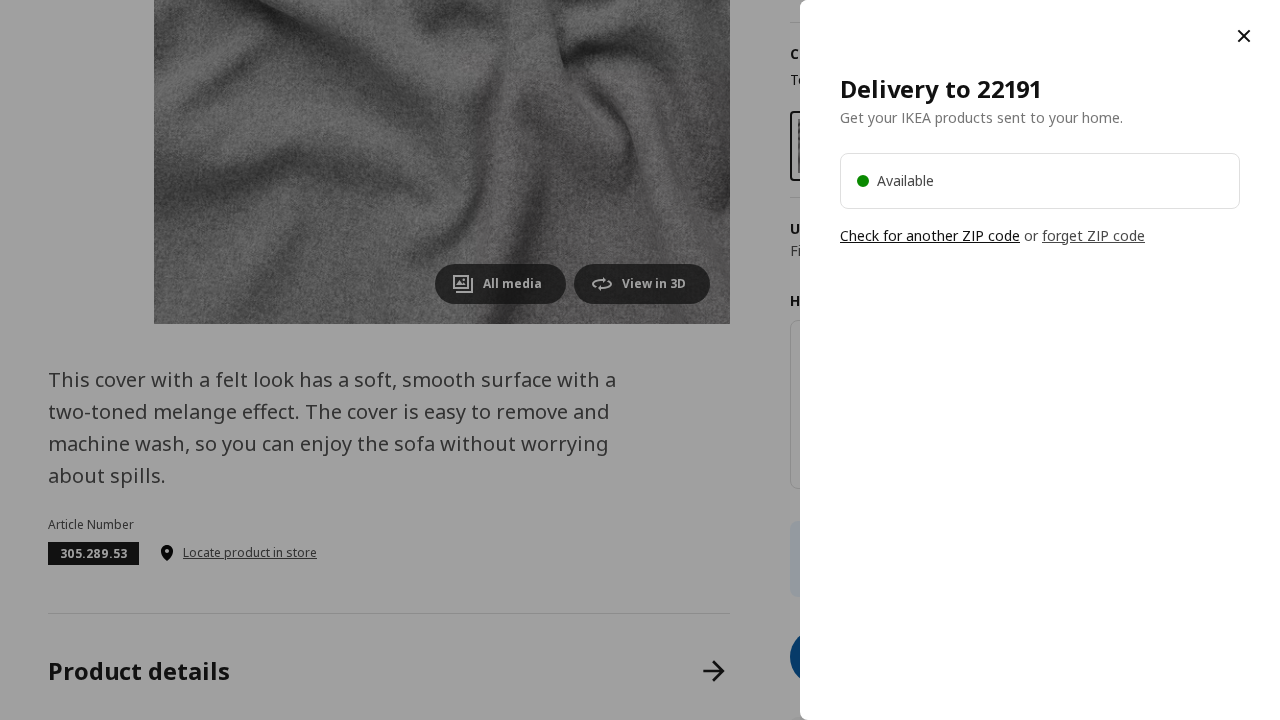 Delivery to 22191
Get your IKEA products sent to your home.
Available
Check for another ZIP code or forget ZIP code
All media
View in 3D
This cover with a felt look has a soft, smooth surface with a
two-toned melange effect. The cover is easy to remove and
machine wash, so you can enjoy the sofa without worrying
about spills.
Article Number
305.289.53
Locate product in store
Product details